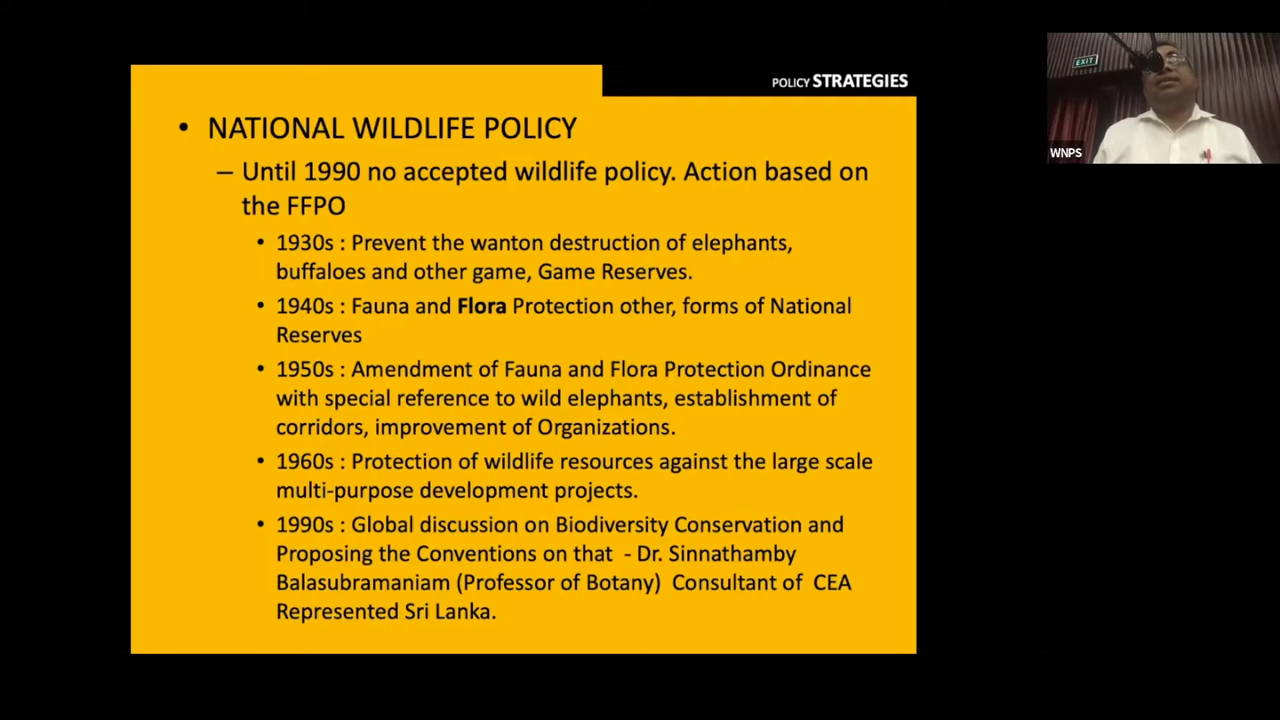 POLICY STRATEGIES
• NATIONAL WILDLIFE POLICY
– Until 1990 no accepted wildlife policy. Action based on
the FFPO
• 1930s : Prevent the wanton destruction of elephants,
buffaloes and other game, Game Reserves.
• 1940s : Fauna and Flora Protection other, forms of National
Reserves
• 1950s : Amendment of Fauna and Flora Protection Ordinance
with special reference to wild elephants, establishment of
corridors, improvement of Organizations.
• 1960s : Protection of wildlife resources against the large scale
multi-purpose development projects.
• 1990s : Global discussion on Biodiversity Conservation and
Proposing the Conventions on that - Dr. Sinnathamby
Balasubramaniam (Professor of Botany) Consultant of CEA
Represented Sri Lanka.
EXIT
WNPS